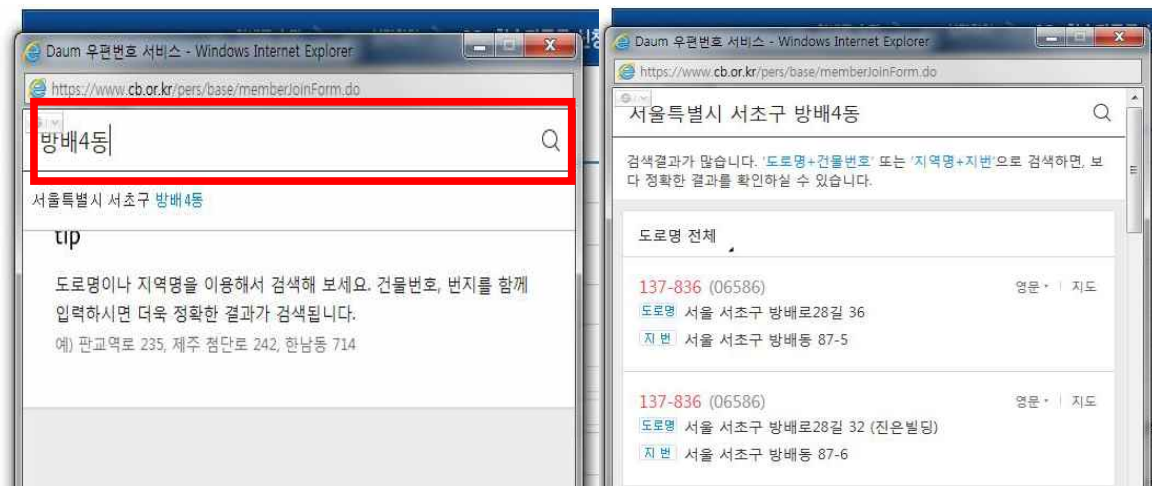 Daum 우편번호 서비스 - Windows Internet Explorer
https://www.cb.or.kr/pers/base/memberJoinForm.do
방배4동
서울특별시 서초구 방배4동
tip
도로명이나 지역명을 이용해서 검색해 보세요. 건물번호, 번지를 함께
입력하시면 더욱 정확한 결과가 검색됩니다.
예) 판교역로 235, 제주 첨단로 242, 한남동 714
Daum 우편번호 서비스 - Windows Internet Explorer
https://www.cb.or.kr/pers/base/memberJoinForm.do
서울특별시 서초구 방배4동
검색결과가 많습니다. '도로명+건물번호' 또는 '지역명+지번'으로 검색하면, 보
다 정확한 결과를 확인하실 수 있습니다.
도로명 전체
137-836 (06586) 영문 지도
도로명 서울 서초구 방배로28길 36
지번 서울 서초구 방배동 87-5
137-836 (06586) 영문 지도
도로명 서울 서초구 방배로28길 32 (진은빌딩)
지번 서울 서초구 방배동 87-6